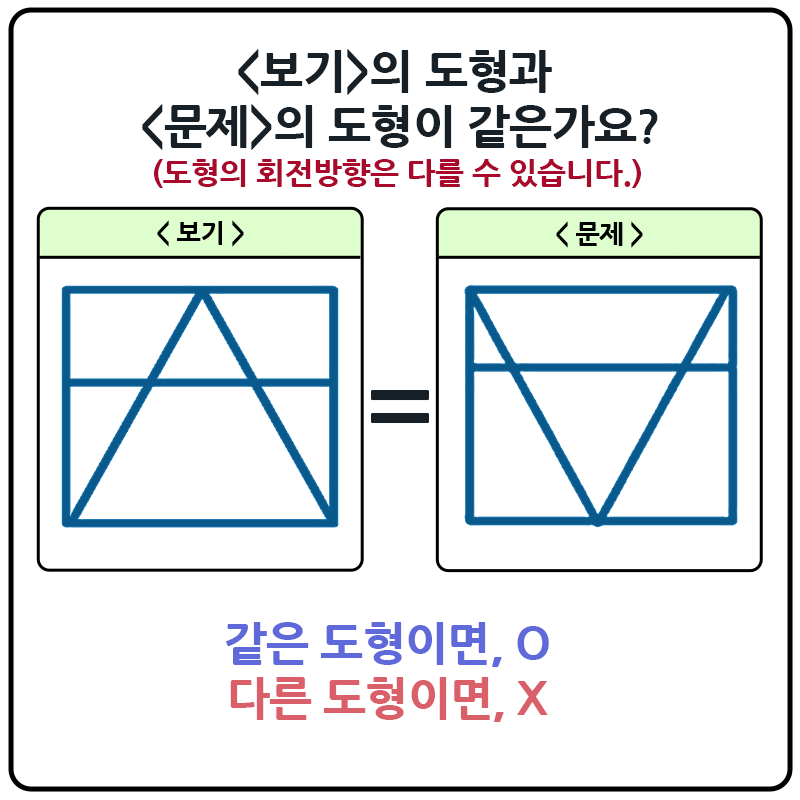 <보기>의 도형과
<문제>의 도형이 같은가요?
(도형의 회전방향은 다를 수 있습니다.)
< 보기 >
< 문제 >
=
같은 도형이면, O
다른 도형이면, X